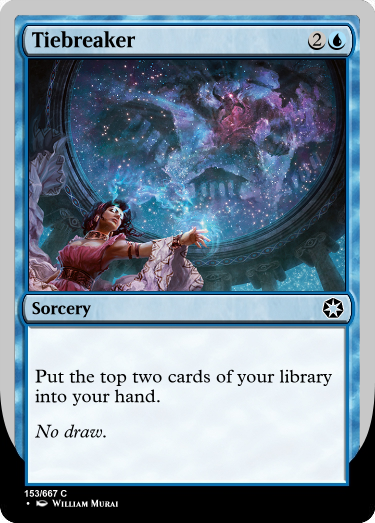 Tiebreaker 2
Sorcery
Put the top two cards of your library
into your hand.
No draw.
153/667 C
• William Murai